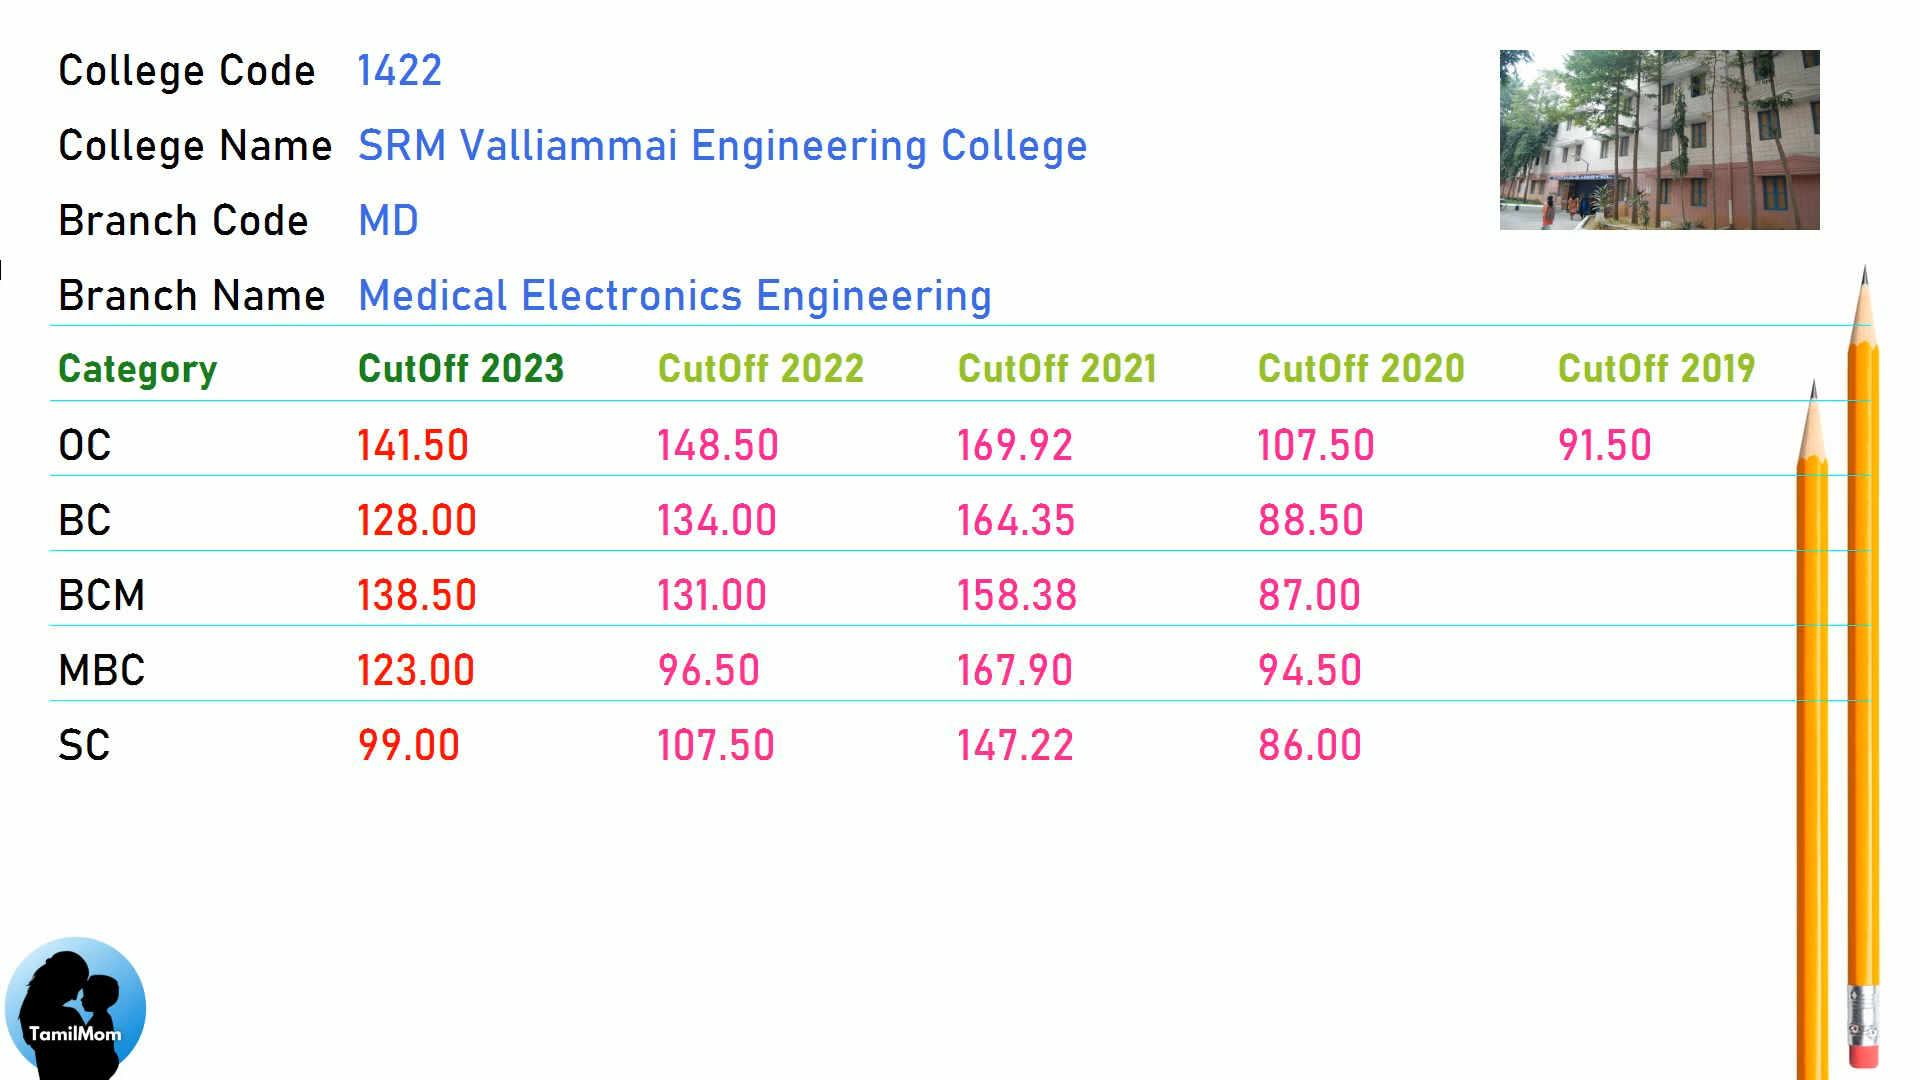 College Code 1422
College Name SRM Valliammai Engineering College
Branch Code MD
Branch Name Medical Electronics Engineering
Category CutOff 2023 CutOff 2022 CutOff 2021 CutOff 2020 CutOff 2019
OC 141.50 148.50 169.92 107.50 91.50
BC 128.00 134.00 164.35 88.50
BCM 138.50 131.00 158.38 87.00
MBC 123.00 96.50 167.90 94.50
SC 99.00 107.50 147.22 86.00
TamilMom